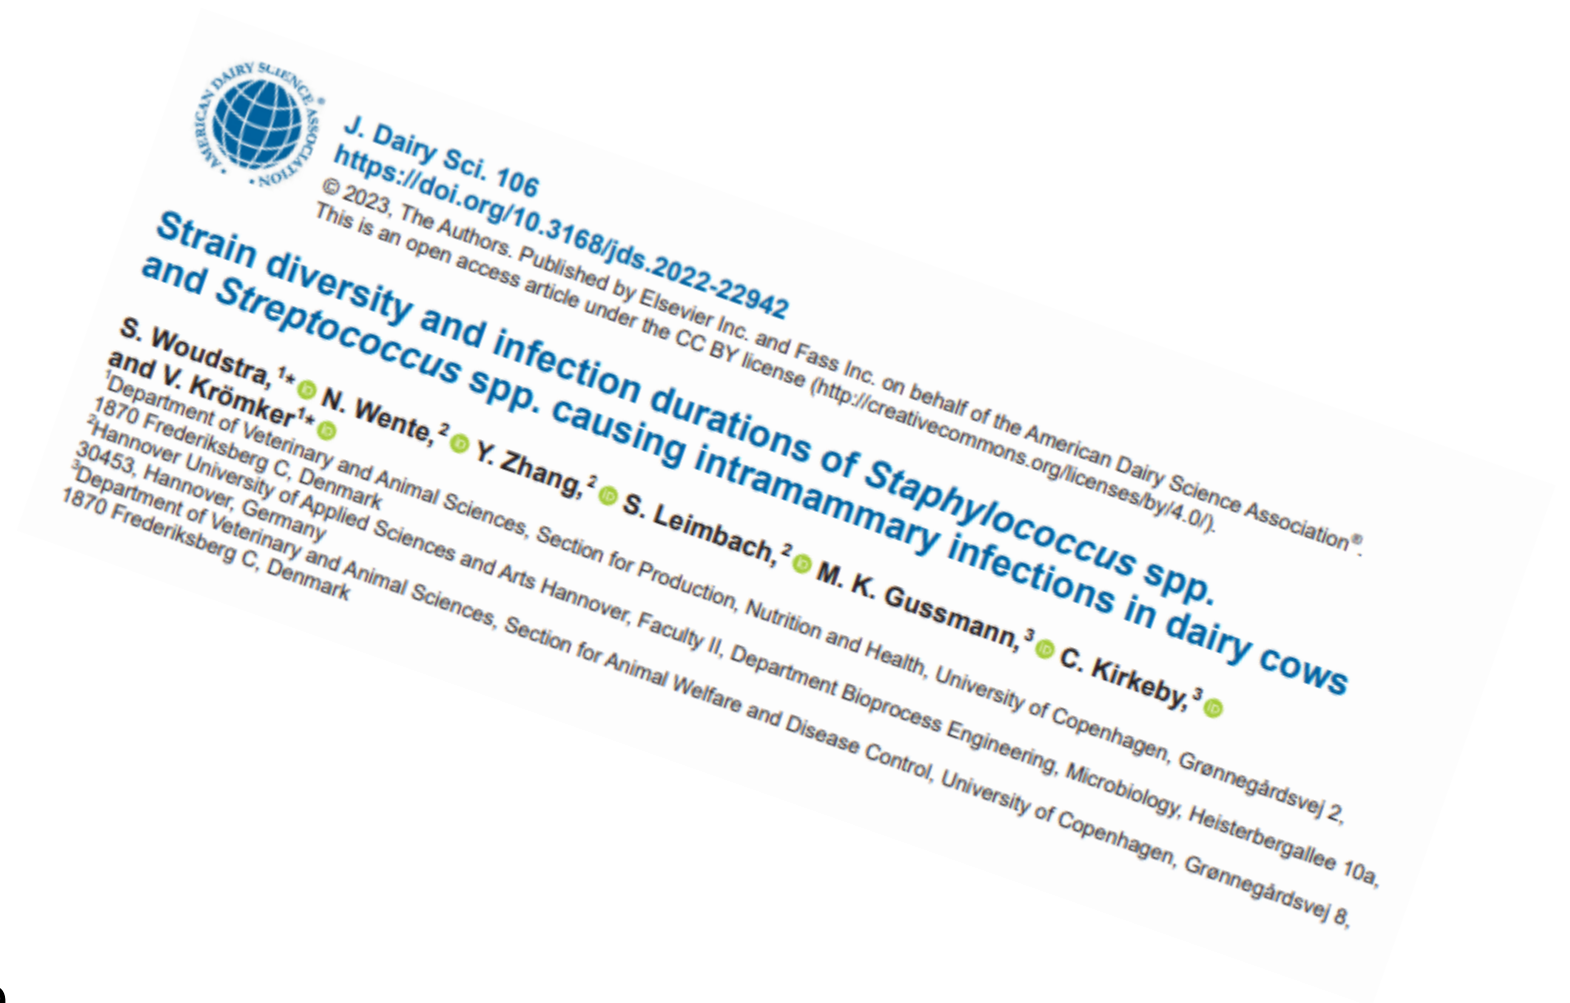 AMERICAN DAIRY SCIENCE ASSOCIATION ®
J. Dairy Sci. 106
https://doi.org/10.3168/jds.2022-22942
© 2023, The Authors. Published by Elsevier Inc. and Fass Inc. on behalf of the American Dairy Science Association®.
This is an open access article under the CC BY license (http://creativecommons.org/licenses/by/4.0/).
Strain diversity and infection durations of Staphylococcus spp.
and Streptococcus spp. causing intramammary infections in dairy cows
S. Woudstra,¹* iD N. Wente,² iD Y. Zhang,² iD S. Leimbach,² iD M. K. Gussmann,³ iD C. Kirkeby,³ iD
and V. Krömker¹* iD
¹Department of Veterinary and Animal Sciences, Section for Production, Nutrition and Health, University of Copenhagen, Grønnegårdsvej 2,
1870 Frederiksberg C, Denmark
²Hannover University of Applied Sciences and Arts Hannover, Faculty II, Department Bioprocess Engineering, Microbiology, Heisterbergallee 10a,
30453, Hannover, Germany
³Department of Veterinary and Animal Sciences, Section for Animal Welfare and Disease Control, University of Copenhagen, Grønnegårdsvej 8,
1870 Frederiksberg C, Denmark